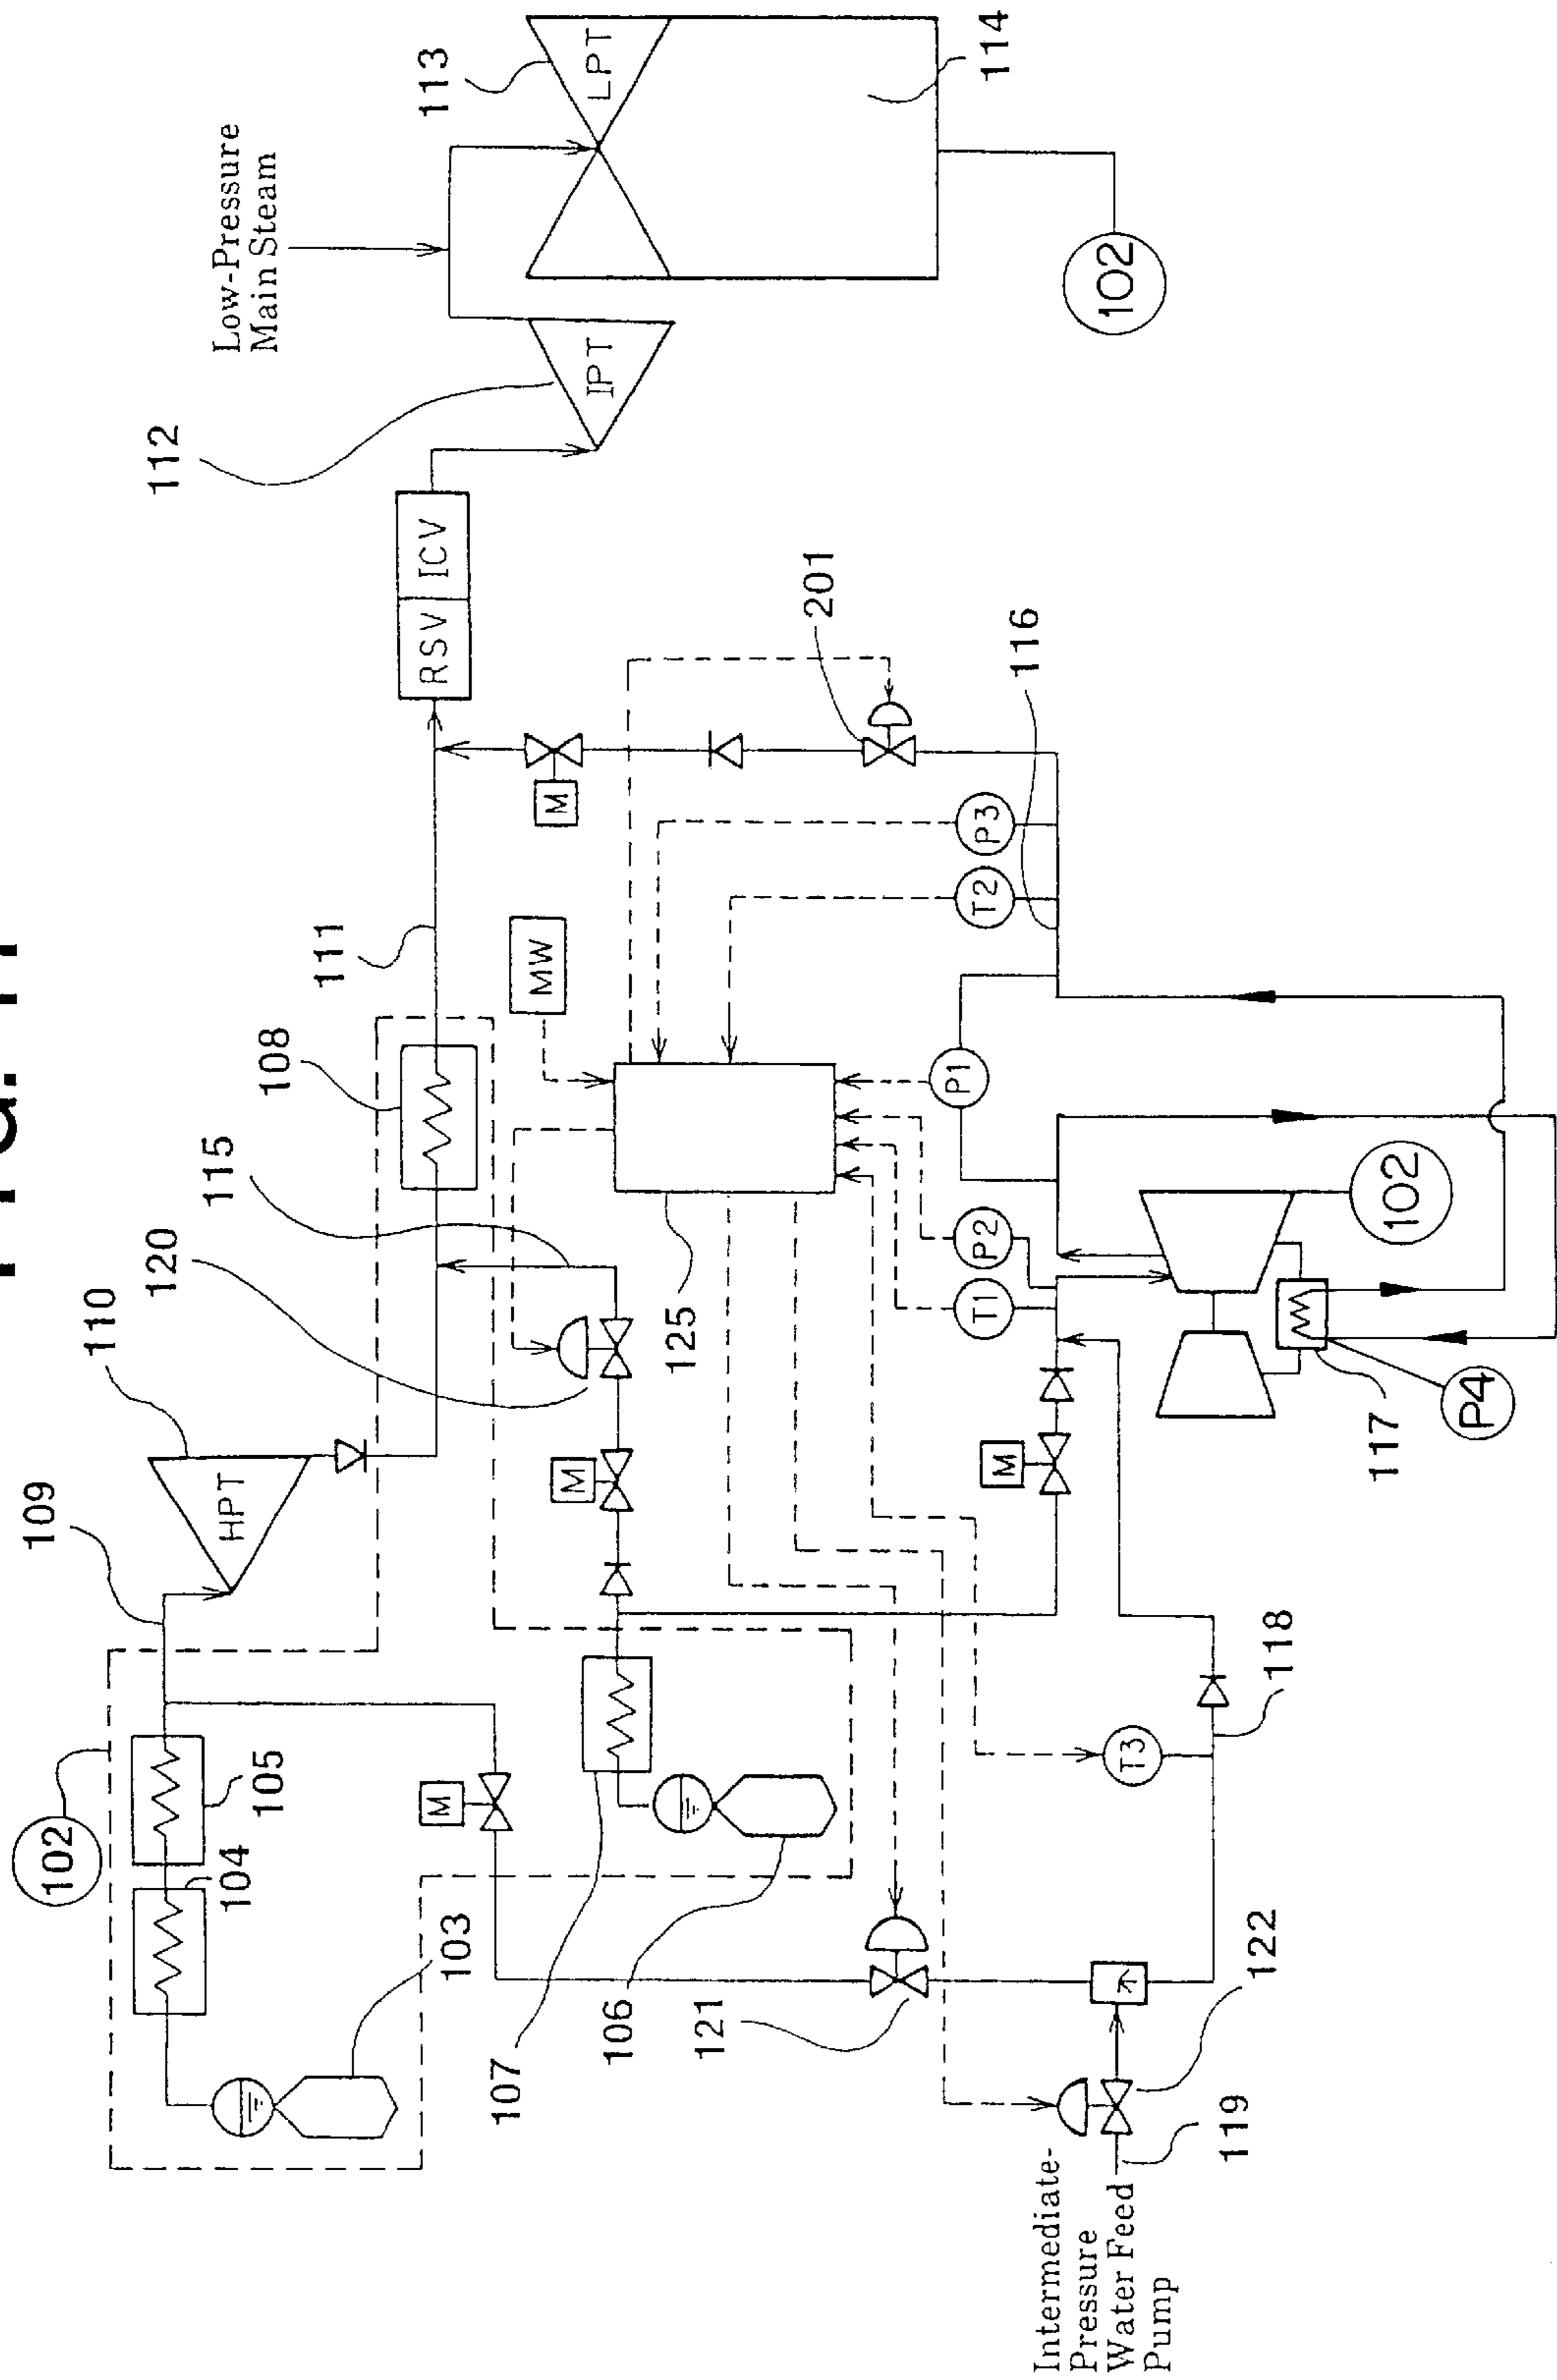 102
103
104
105
109
HPT
110
120
115
108
111
RSV
ICV
112
IPT
Low-Pressure
Main Steam
113
LPT
114
102
M
M
MW
M
201
125
107
106
121
P1
P2
T1
T2
P3
116
M
102
117
P4
T3
118
122
119
Intermediate-
Pressure
Water Feed
Pump